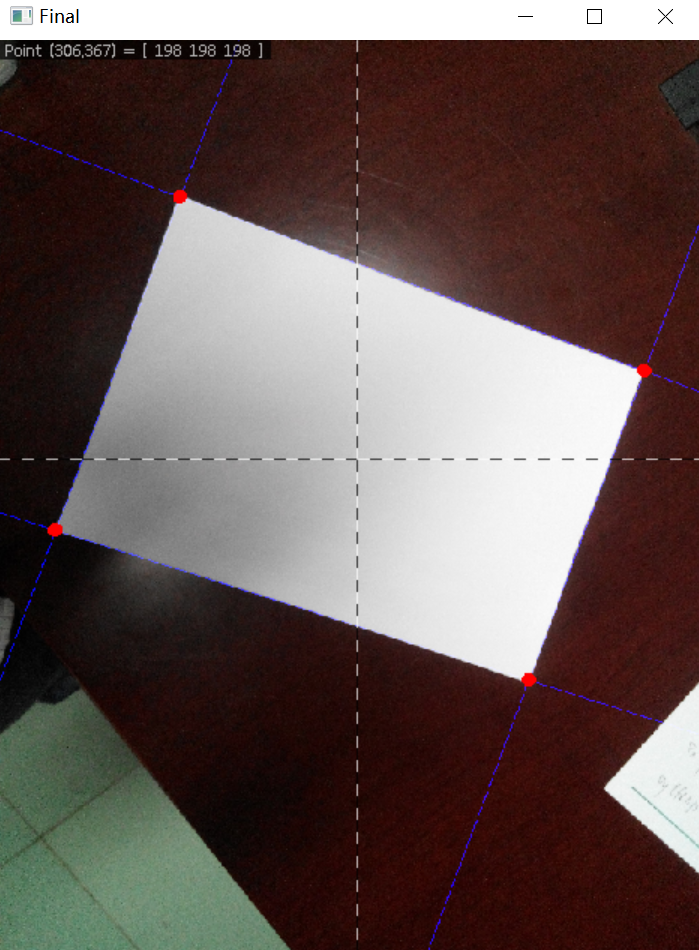 Final
Point (306,367) = [ 198 198 198 ]